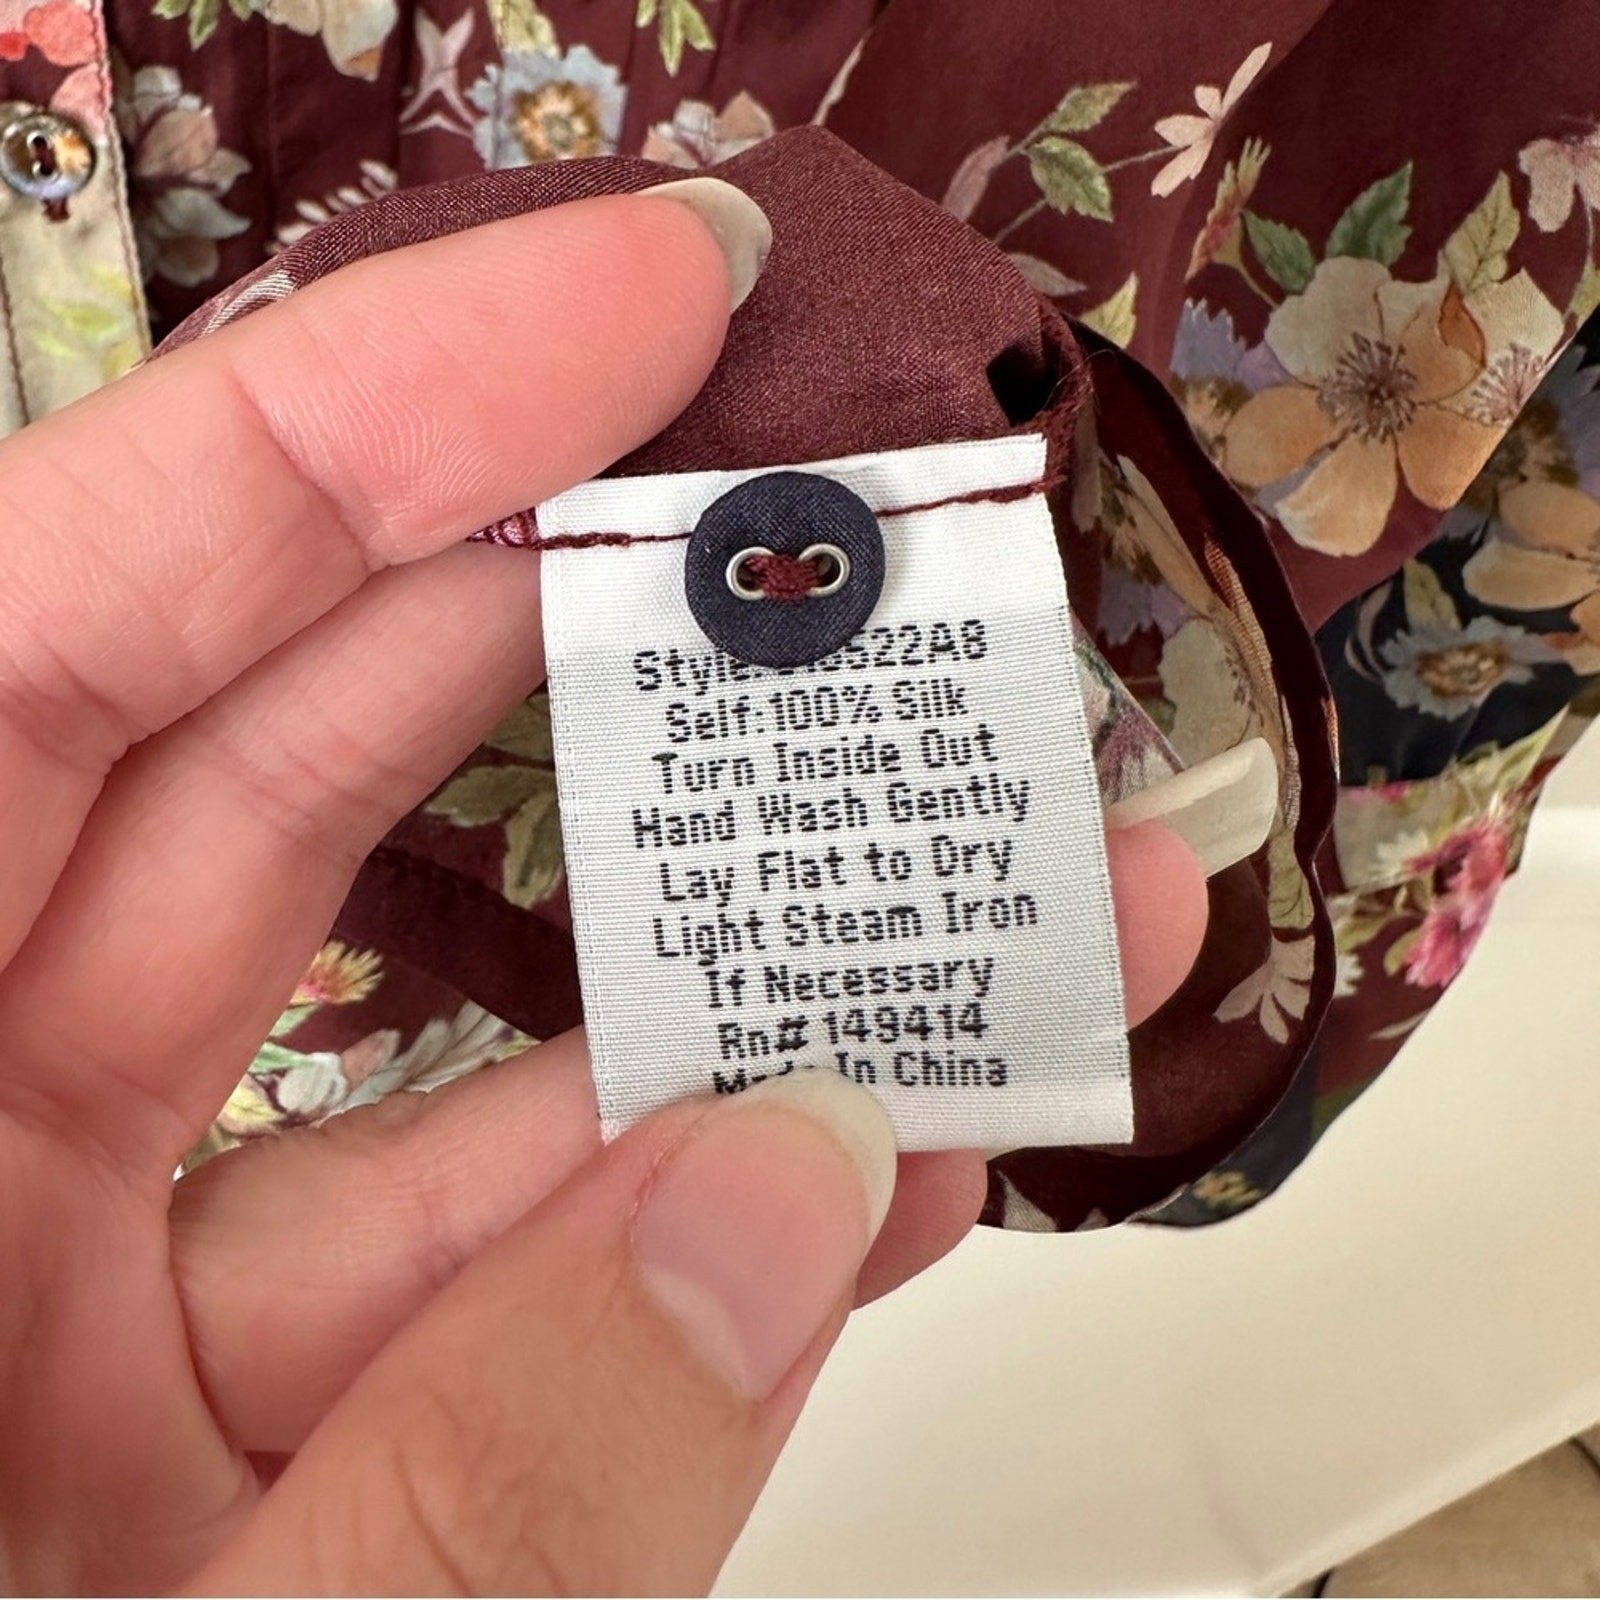 Style:
Self:100% Silk
Turn Inside Out
Hand Wash Gently
Lay Flat to Dry
Light Steam Iron
If Necessary
Rn# 149414
Made In China